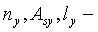 n_y, A_sy, l_y –